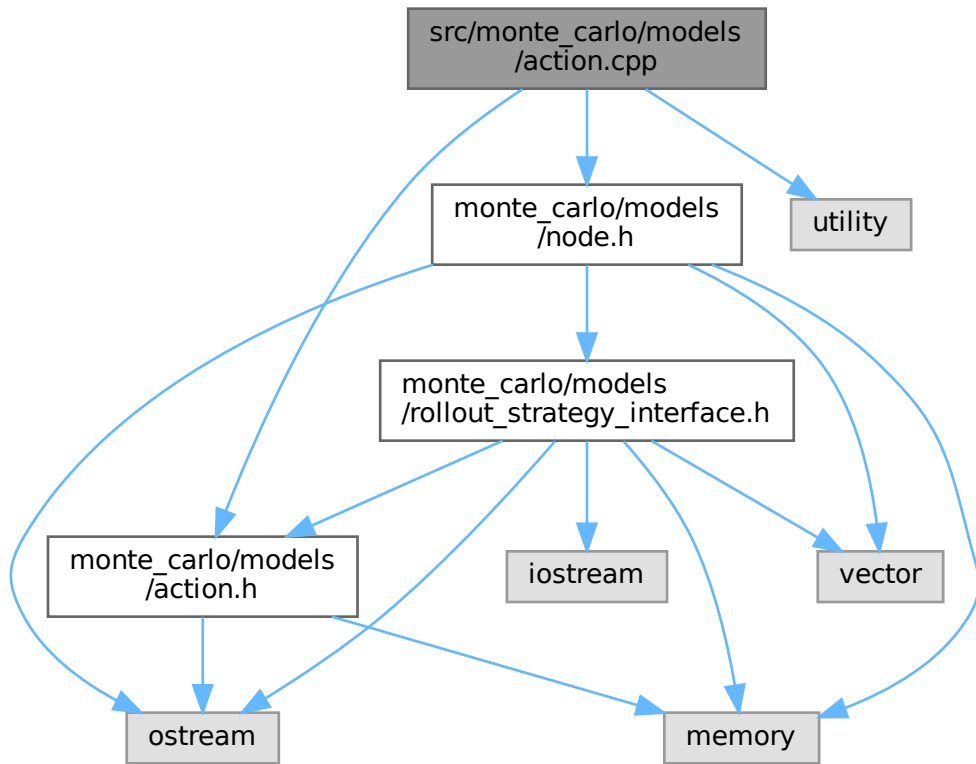 src/monte_carlo/models
/action.cpp
monte_carlo/models
/node.h
utility
monte_carlo/models
/rollout_strategy_interface.h
monte_carlo/models
/action.h
iostream
vector
ostream
memory